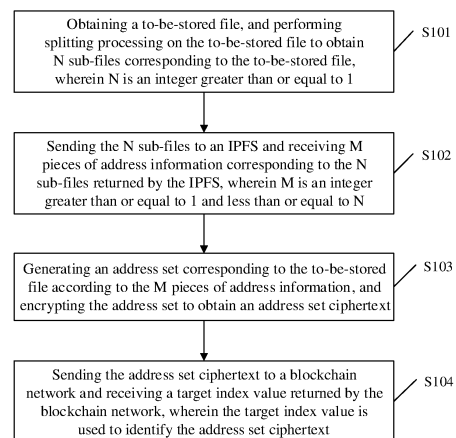 Obtaining a to-be-stored file, and performing
splitting processing on the to-be-stored file to obtain
N sub-files corresponding to the to-be-stored file,
wherein N is an integer greater than or equal to 1
S101
Sending the N sub-files to an IPFS and receiving M
pieces of address information corresponding to the N
sub-files returned by the IPFS, wherein M is an integer
greater than or equal to 1 and less than or equal to N
S102
Generating an address set corresponding to the to-be-stored
file according to the M pieces of address information, and
encrypting the address set to obtain an address set ciphertext
S103
Sending the address set ciphertext to a blockchain
network and receiving a target index value returned by the
blockchain network, wherein the target index value is
used to identify the address set ciphertext
S104